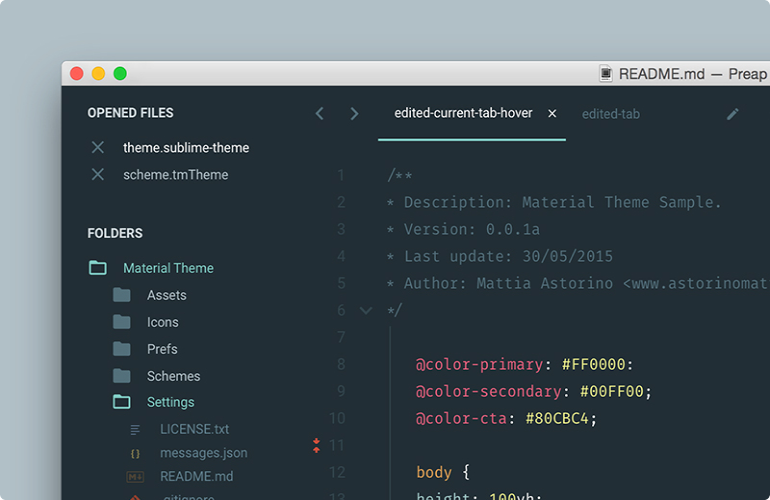 README.md — Preap
OPENED FILES
theme.sublime-theme
scheme.tmTheme
FOLDERS
Material Theme
Assets
Icons
Prefs
Schemes
Settings
LICENSE.txt
{} messages.json
M README.md
.gitignore
edited-current-tab-hover × edited-tab
1 /**
2 * Description: Material Theme Sample.
3 * Version: 0.0.1a
4 * Last update: 30/05/2015
5 * Author: Mattia Astorino <www.astorinomat
6 */
7
8 @color-primary: #FF0000:
9 @color-secondary: #00FF00;
10 @color-cta: #80CBC4;
11
12 body {
13 height: 100vh;